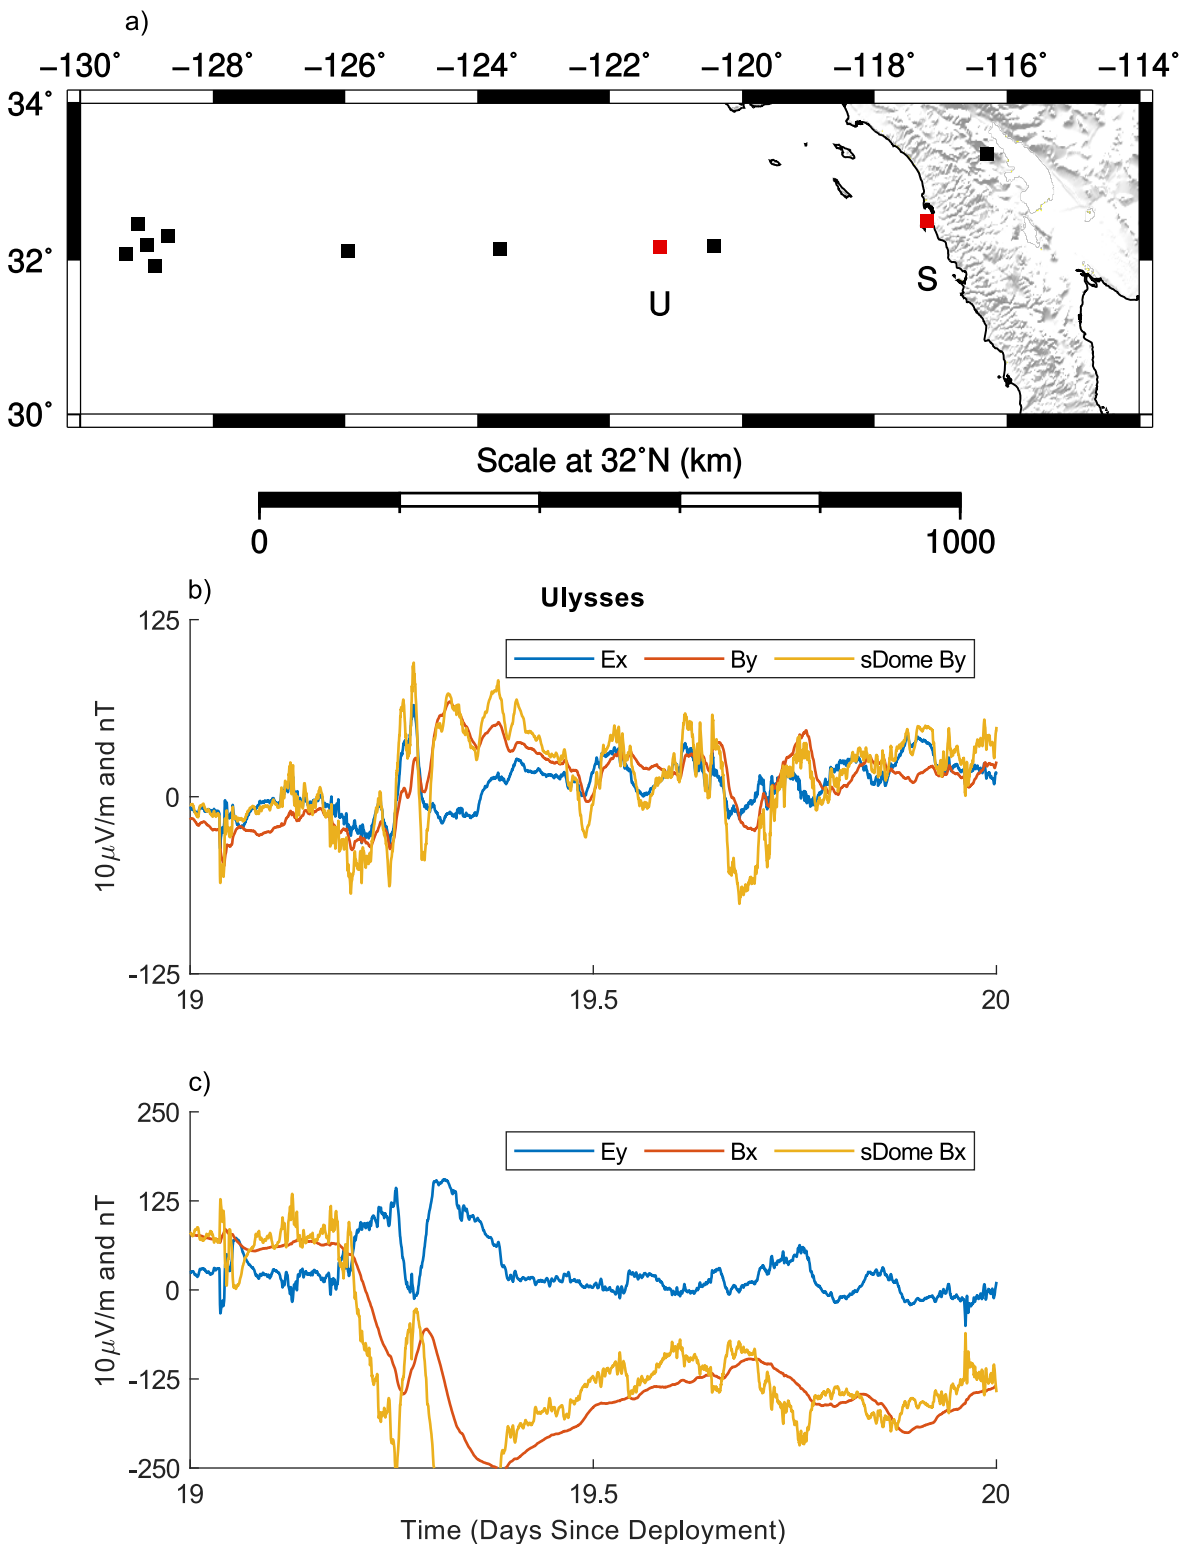 a)
−130˚ −128˚ −126˚ −124˚ −122˚ −120˚ −118˚ −116˚ −114˚
34˚
32˚
30˚
U
S
Scale at 32˚N (km)
0 1000
b)
Ulysses
Ex By sDome By
125
0
-125
10μV/m and nT
19 19.5 20
c)
Ey Bx sDome Bx
250
125
0
-125
-250
10μV/m and nT
19 19.5 20
Time (Days Since Deployment)